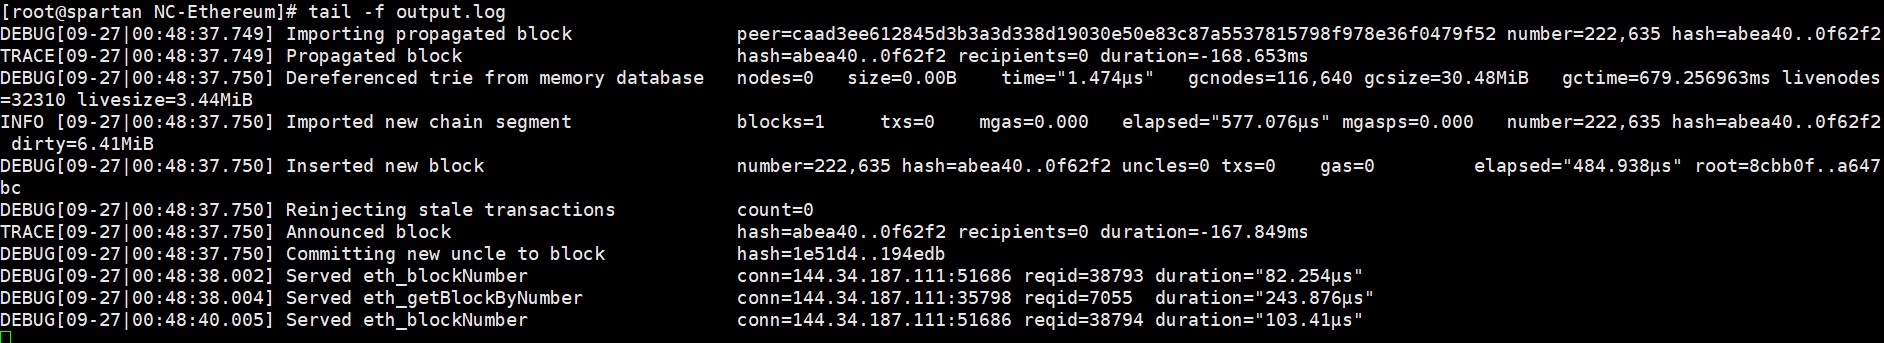 [root@spartan NC-Ethereum]# tail -f output.log
DEBUG[09-27|00:48:37.749] Importing propagated block               peer=caad3ee612845d3b3a3d338d19030e50e83c87a5537815798f978e36f0479f52 number=222,635 hash=abea40..0f62f2
TRACE[09-27|00:48:37.749] Propagated block                         hash=abea40..0f62f2 recipients=0 duration=-168.653ms
DEBUG[09-27|00:48:37.750] Dereferenced trie from memory database   nodes=0   size=0.00B    time="1.474µs"   gcnodes=116,640 gcsize=30.48MiB   gctime=679.256963ms livenodes
=32310 livesize=3.44MiB
INFO [09-27|00:48:37.750] Imported new chain segment               blocks=1     txs=0    mgas=0.000   elapsed="577.076µs" mgasps=0.000   number=222,635 hash=abea40..0f62f2
 dirty=6.41MiB
DEBUG[09-27|00:48:37.750] Inserted new block                       number=222,635 hash=abea40..0f62f2 uncles=0 txs=0    gas=0         elapsed="484.938µs" root=8cbb0f..a647
bc
DEBUG[09-27|00:48:37.750] Reinjecting stale transactions           count=0
TRACE[09-27|00:48:37.750] Announced block                          hash=abea40..0f62f2 recipients=0 duration=-167.849ms
DEBUG[09-27|00:48:37.750] Committing new uncle to block            hash=1e51d4..194edb
DEBUG[09-27|00:48:38.002] Served eth_blockNumber                   conn=144.34.187.111:51686 reqid=38793 duration="82.254µs"
DEBUG[09-27|00:48:38.004] Served eth_getBlockByNumber              conn=144.34.187.111:35798 reqid=7055  duration="243.876µs"
DEBUG[09-27|00:48:40.005] Served eth_blockNumber                   conn=144.34.187.111:51686 reqid=38794 duration="103.41µs"